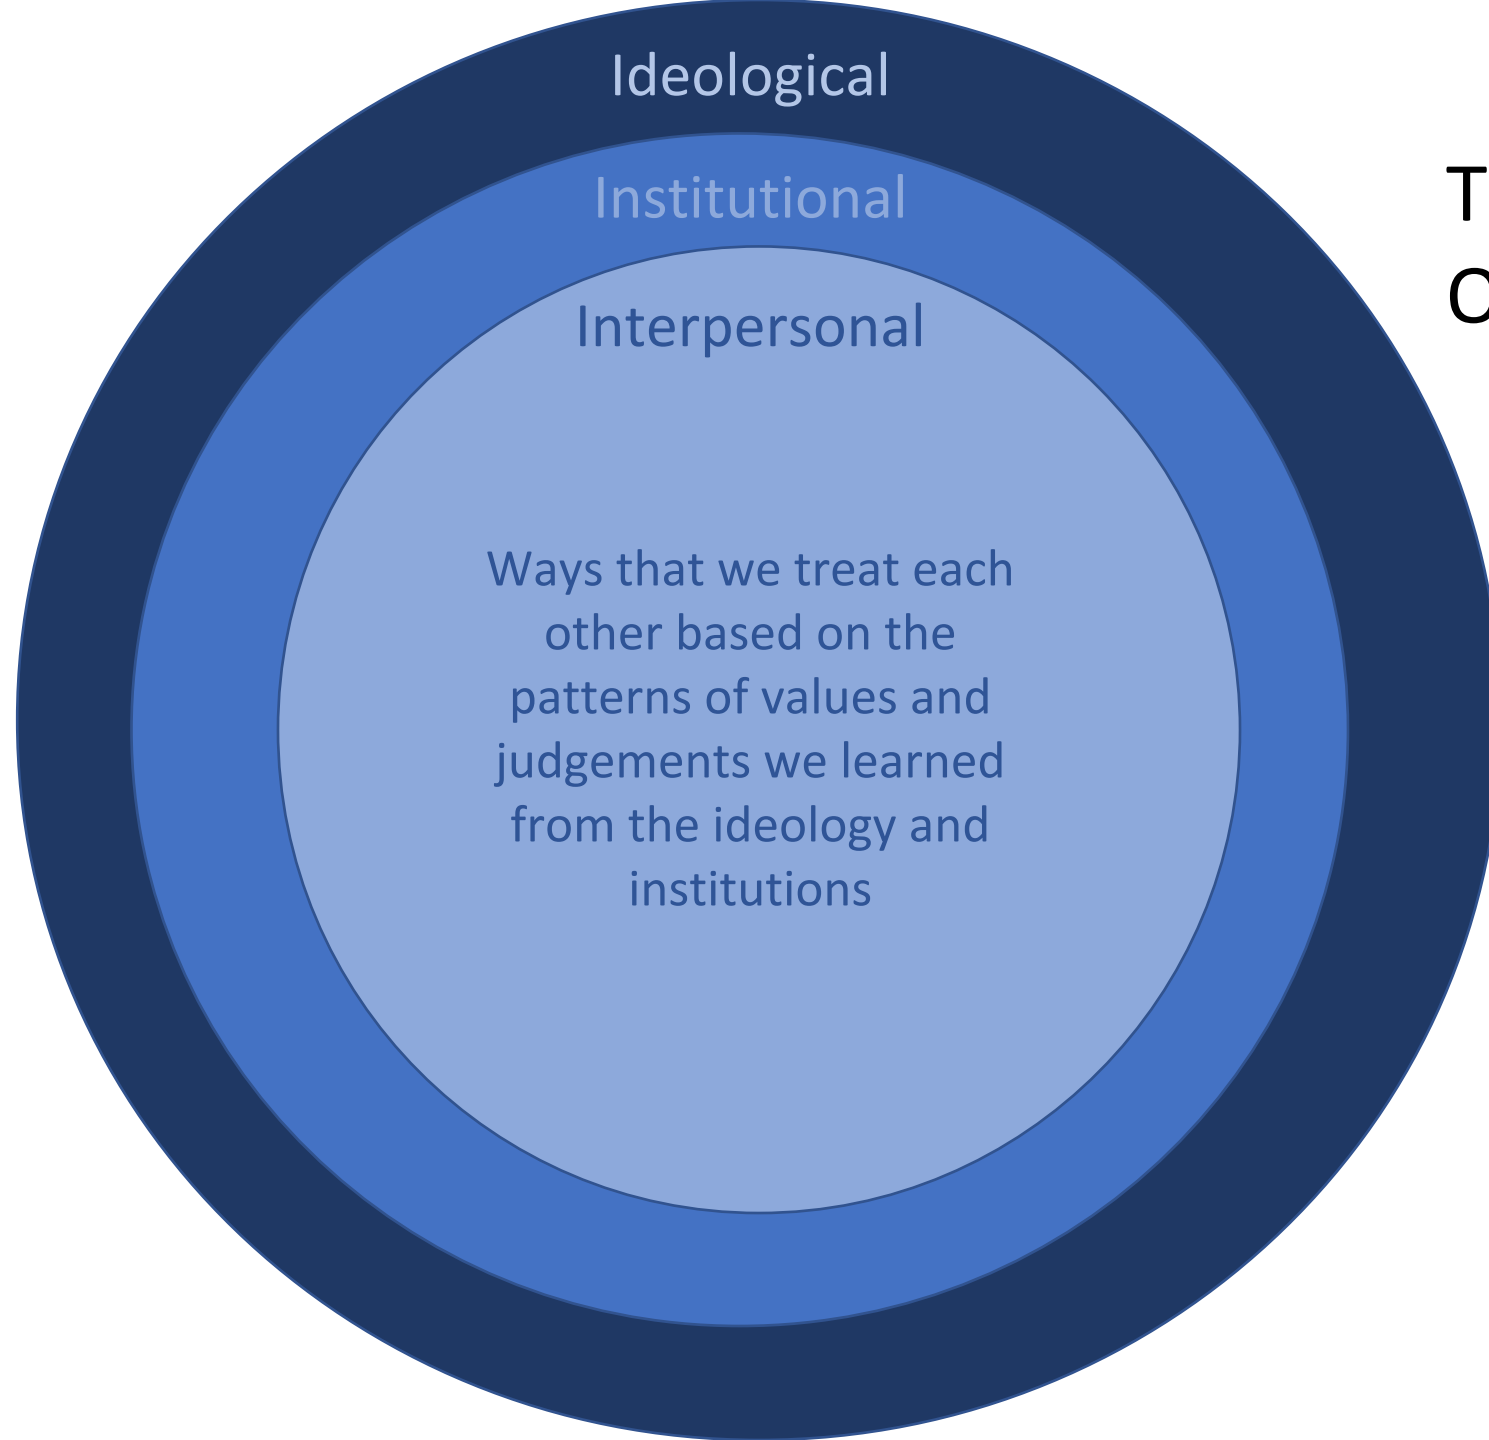 Ideological
Institutional
Interpersonal
Ways that we treat each
other based on the
patterns of values and
judgements we learned
from the ideology and
institutions